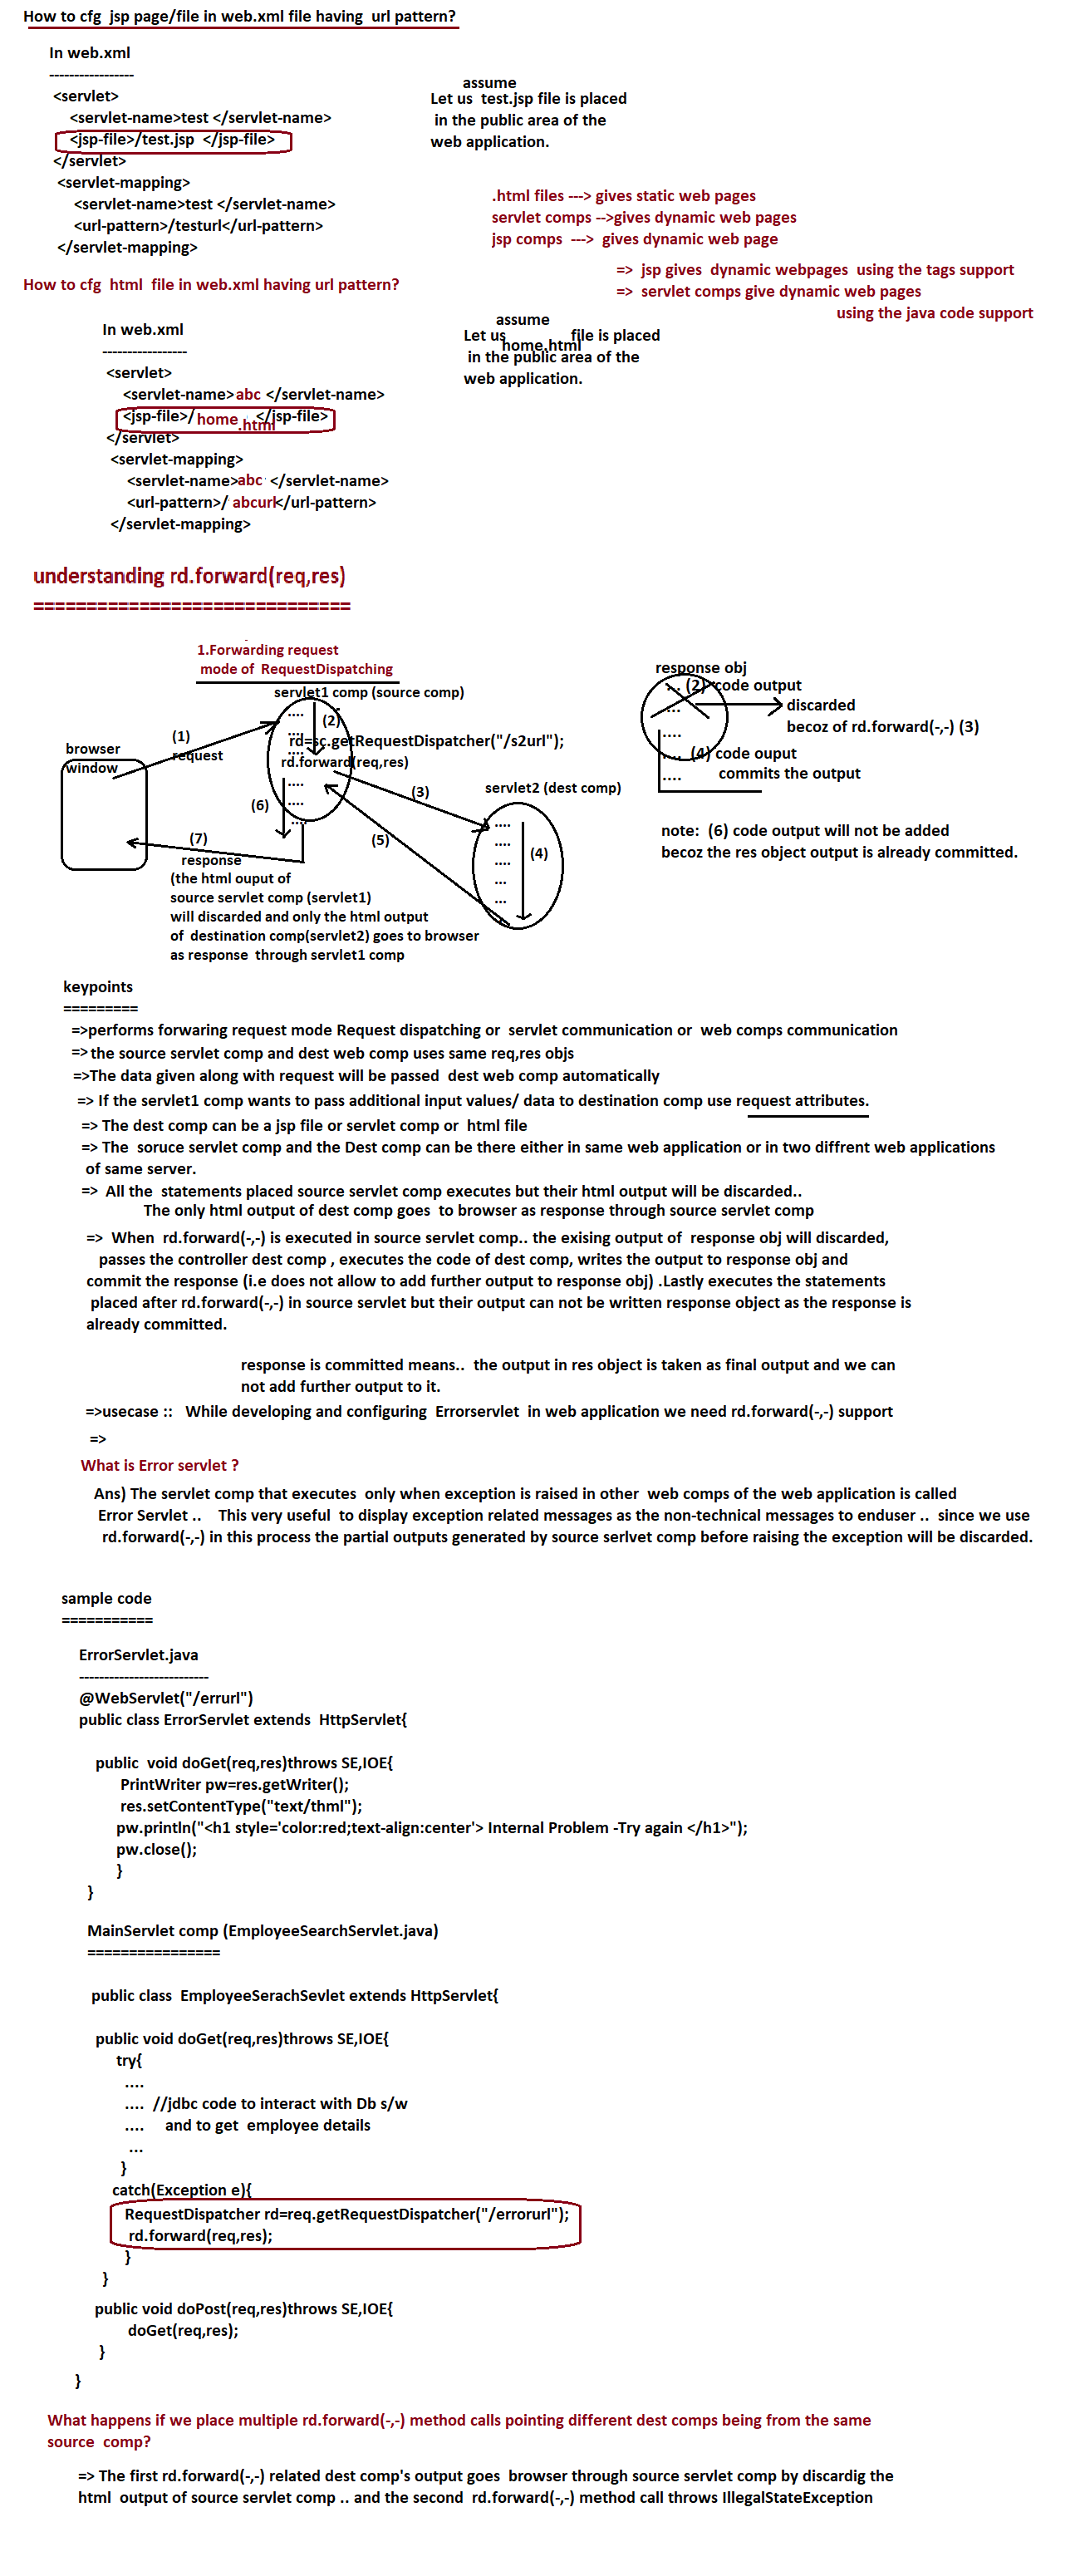 How to cfg jsp page/file in web.xml file having url pattern?
In web.xml
-----------------
<servlet>
<servlet-name>test </servlet-name>
<jsp-file>/test.jsp </jsp-file>
</servlet>
<servlet-mapping>
<servlet-name>test </servlet-name>
<url-pattern>/testurl</url-pattern>
</servlet-mapping>
assume
Let us test.jsp file is placed
in the public area of the
web application.
.html files ---> gives static web pages
servlet comps -->gives dynamic web pages
jsp comps ---> gives dynamic web page
=> jsp gives dynamic webpages using the tags support
=> servlet comps give dynamic web pages
using the java code support
How to cfg html file in web.xml having url pattern?
In web.xml
-----------------
<servlet>
<servlet-name>abc </servlet-name>
<jsp-file>/home.html </jsp-file>
</servlet>
<servlet-mapping>
<servlet-name>abc </servlet-name>
<url-pattern>/ abcurl</url-pattern>
</servlet-mapping>
assume
Let us home.html file is placed
in the public area of the
web application.
understanding rd.forward(req,res)
==============================
1.Forwarding request
mode of RequestDispatching
servlet1 comp (source comp)
....
(2)
....
rd=sc.getRequestDispatcher("/s2url");
....
rd.forward(req,res)
....
(6)
....
....
browser
window
(1)
request
(3)
servlet2 (dest comp)
....
....
....
...
...
(4)
(5)
(7)
response
(the html ouput of
source servlet comp (servlet1)
will discarded and only the html output
of destination comp(servlet2) goes to browser
as response through servlet1 comp
response obj
.... (2) code output
...
discarded
becoz of rd.forward(-,-) (3)
....
.... (4) code ouput
.... commits the output
note: (6) code output will not be added
becoz the res object output is already committed.
keypoints
=========
=>performs forwaring request mode Request dispatching or servlet communication or web comps communication
=> the source servlet comp and dest web comp uses same req,res objs
=>The data given along with request will be passed dest web comp automatically
=> If the servlet1 comp wants to pass additional input values/ data to destination comp use request attributes.
=> The dest comp can be a jsp file or servlet comp or html file
=> The soruce servlet comp and the Dest comp can be there either in same web application or in two diffrent web applications
of same server.
=> All the statements placed source servlet comp executes but their html output will be discarded..
The only html output of dest comp goes to browser as response through source servlet comp
=> When rd.forward(-,-) is executed in source servlet comp.. the exising output of response obj will discarded,
passes the controller dest comp , executes the code of dest comp, writes the output to response obj and
commit the response (i.e does not allow to add further output to response obj) .Lastly executes the statements
placed after rd.forward(-,-) in source servlet but their output can not be written response object as the response is
already committed.
response is committed means.. the output in res object is taken as final output and we can
not add further output to it.
=>usecase :: While developing and configuring Errorservlet in web application we need rd.forward(-,-) support
=>
What is Error servlet ?
Ans) The servlet comp that executes only when exception is raised in other web comps of the web application is called
Error Servlet .. This very useful to display exception related messages as the non-technical messages to enduser .. since we use
rd.forward(-,-) in this process the partial outputs generated by source serlvet comp before raising the exception will be discarded.
sample code
===========
ErrorServlet.java
--------------------------
@WebServlet("/errurl")
public class ErrorServlet extends HttpServlet{
public void doGet(req,res)throws SE,IOE{
PrintWriter pw=res.getWriter();
res.setContentType("text/thml");
pw.println("<h1 style='color:red;text-align:center'> Internal Problem -Try again </h1>");
pw.close();
}
}
MainServlet comp (EmployeeSearchServlet.java)
================
public class EmployeeSerachSevlet extends HttpServlet{
public void doGet(req,res)throws SE,IOE{
try{
....
.... //jdbc code to interact with Db s/w
.... and to get employee details
...
}
catch(Exception e){
RequestDispatcher rd=req.getRequestDispatcher("/errorurl");
rd.forward(req,res);
}
}
public void doPost(req,res)throws SE,IOE{
doGet(req,res);
}
}
What happens if we place multiple rd.forward(-,-) method calls pointing different dest comps being from the same
source comp?
=> The first rd.forward(-,-) related dest comp's output goes browser through source servlet comp by discardig the
html output of source servlet comp .. and the second rd.forward(-,-) method call throws IllegalStateException